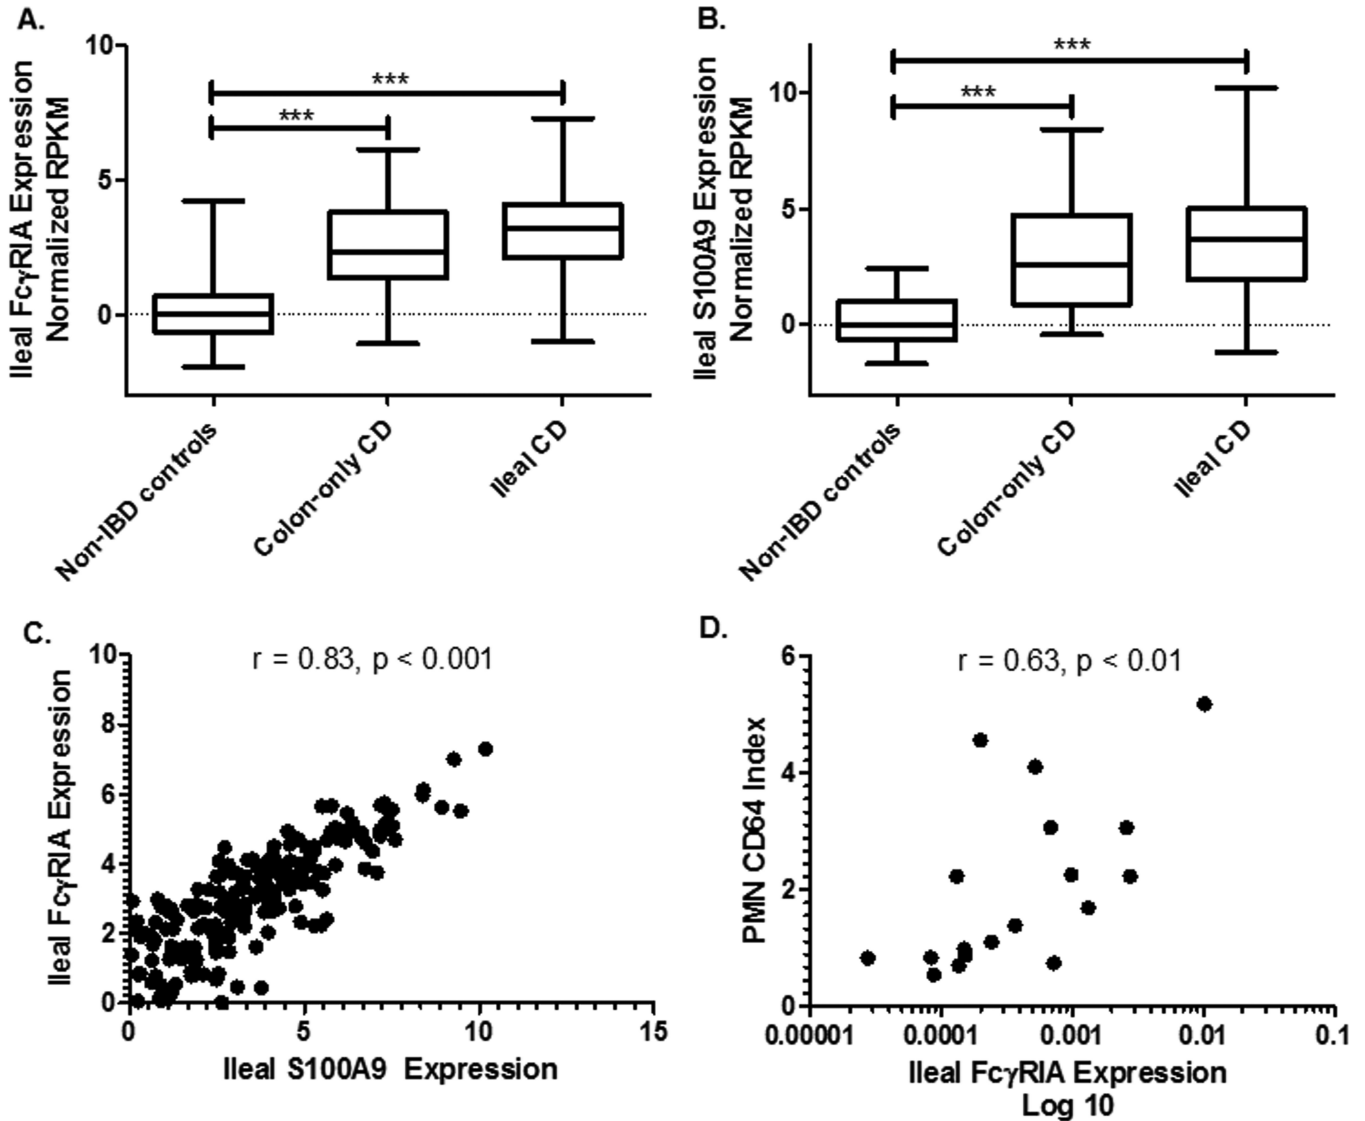 A.
Ileal FcγRIA Expression
Normalized RPKM
10
5
0
***
***
Non-IBD controls
Colon-only CD
Ileal CD
B.
Ileal S100A9 Expression
Normalized RPKM
10
5
0
***
***
Non-IBD controls
Colon-only CD
Ileal CD
C.
r = 0.83, p < 0.001
Ileal FcγRIA Expression
10
8
6
4
2
0
0 5 10 15
Ileal S100A9 Expression
D.
r = 0.63, p < 0.01
PMN CD64 Index
6
4
2
0
0.00001 0.0001 0.001 0.01 0.1
Ileal FcγRIA Expression
Log 10